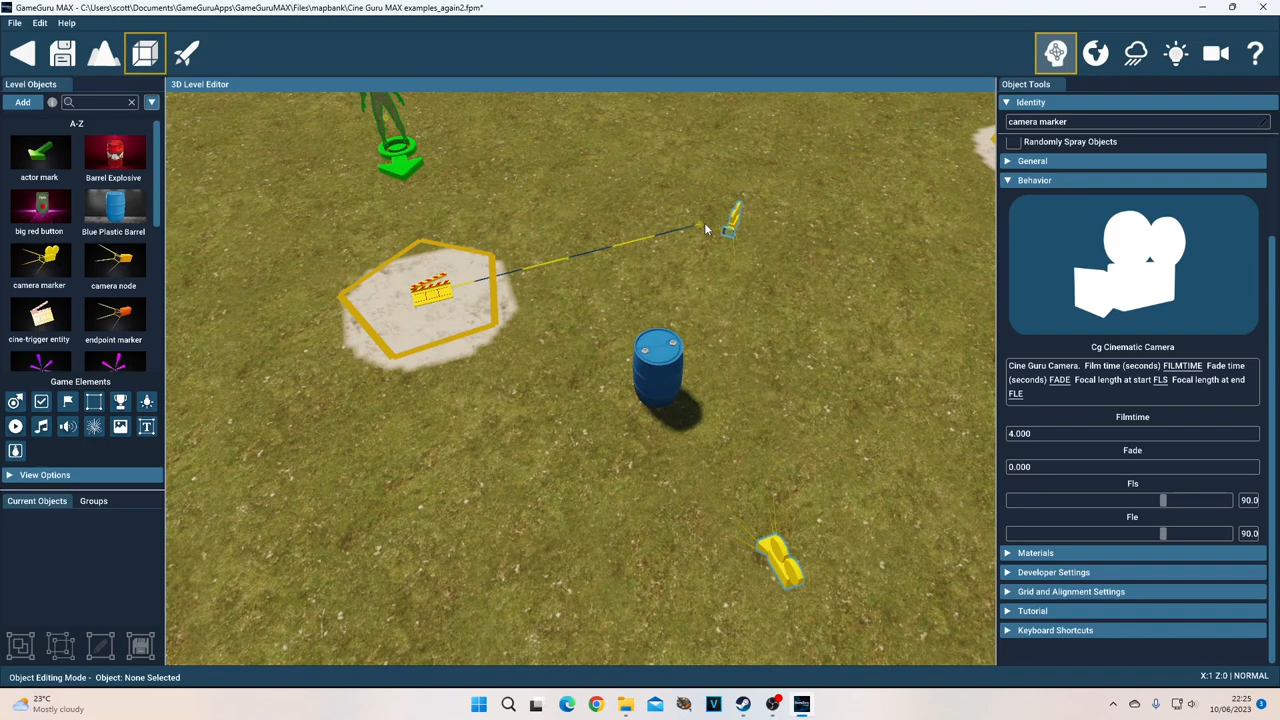 GameGuru MAX - C:\Users\scott\Documents\GameGuruApps\GameGuruMAX\Files\mapbank\Cine Guru MAX examples_again2.fpm*
File Edit Help
Level Objects
3D Level Editor
Object Tools
Add
Identity
A-Z
camera marker
Randomly Spray Objects
General
Behavior
actor mark
Barrel Explosive
big red button
Blue Plastic Barrel
camera marker
camera node
cine-trigger entity
endpoint marker
Game Elements
View Options
Current Objects Groups
Cg Cinematic Camera
Cine Guru Camera. Film time (seconds) FILMTIME Fade time
(seconds) FADE Focal length at start FLS Focal length at end
FLE
Filmtime
4.000
Fade
0.000
Fls
90.0
Fle
90.0
Materials
Developer Settings
Grid and Alignment Settings
Tutorial
Keyboard Shortcuts
Object Editing Mode - Object: None Selected
X:1 Z:0 | NORMAL
23°C
Mostly cloudy
22:25
10/06/2023
3